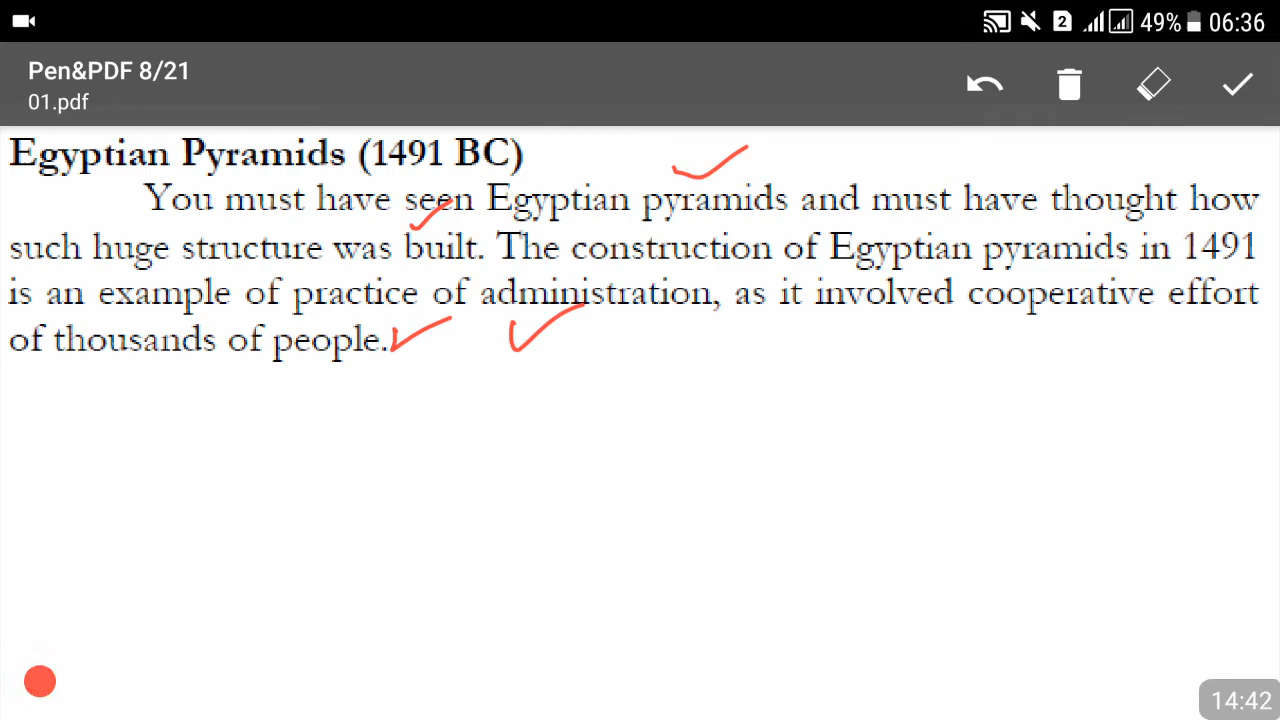 2 49% 06:36
Pen&PDF 8/21
01.pdf
Egyptian Pyramids (1491 BC)
You must have seen Egyptian pyramids and must have thought how
such huge structure was built. The construction of Egyptian pyramids in 1491
is an example of practice of administration, as it involved cooperative effort
of thousands of people.
14:42